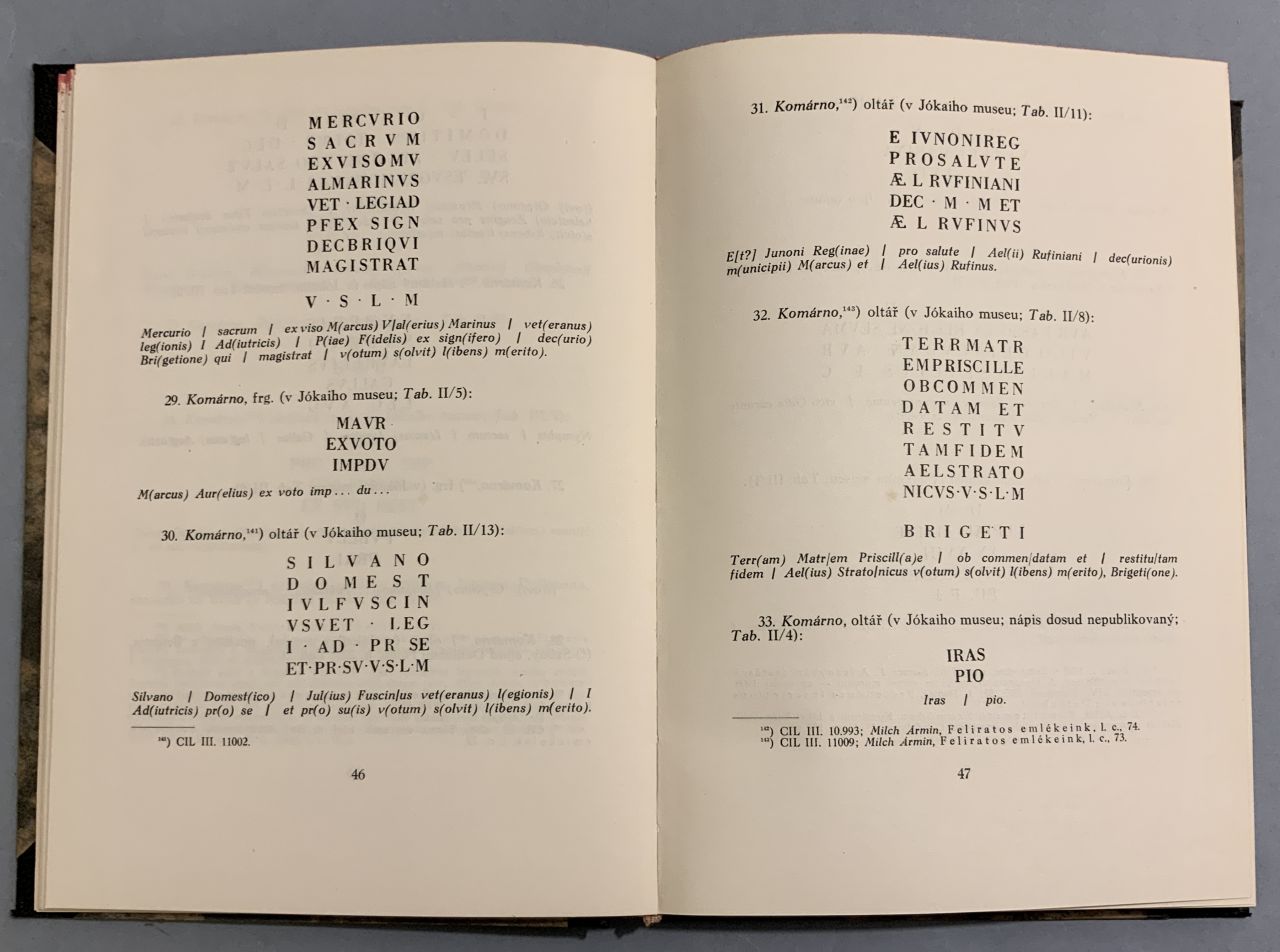 MERCVRIO
SACRVM
EXVISOMV
ALMARINVS
VET · LEGIAD
PFEX SIGN
DECBRIQVI
MAGISTRAT
V · S · L · M
Mercurio | sacrum | ex viso M(arcus) V|al(erius) Marinus | vet(eranus)
leg(ionis) I Ad(iutricis) | P(iae) F(idelis) ex sign(ifero) | dec(urio)
Bri(getione) qui | magistrat | v(otum) s(olvit) l(ibens) m(erito).
29. Komárno, frg. (v Jókaiho museu; Tab. II/5):
MAVR
EXVOTO
IMPDV
M(arcus) Aur(elius) ex voto imp... du...
30. Komárno,¹⁴¹) oltář (v Jókaiho museu; Tab. II/13):
SILVANO
DOMEST
IVLFVSCIN
VSVET · LEG
I · AD · PR SE
ET·PR·SV·V·S·L·M
Silvano | Domest(ico) | Jul(ius) Fuscin|us vet(eranus) l(egionis) | I
Ad(iutricis) pr(o) se | et pr(o) su(is) v(otum) s(olvit) l(ibens) m(erito).
¹⁴¹) CIL III. 11002.
46
31. Komárno,¹⁴²) oltář (v Jókaiho museu; Tab. II/11):
E IVNONIREG
PROSALVTE
Æ L RVFINIANI
DEC · M · M ET
Æ L RVFINVS
E[t?] Junoni Reg(inae) | pro salute | Ael(ii) Rufiniani | dec(urionis)
m(unicipii) M(arcus) et | Ael(ius) Rufinus.
32. Komárno,¹⁴³) oltář (v Jókaiho museu; Tab. II/8):
TERRMATR
EMPRISCILLE
OBCOMMEN
DATAM ET
RESTITV
TAMFIDEM
AELSTRATO
NICVS·V·S·L·M
BRIGETI
Terr(am) Matr|em Priscill(a)e | ob commen|datam et | restitu|tam
fidem | Ael(ius) Strato|nicus v(otum) s(olvit) l(ibens) m(erito), Brigeti(one).
33. Komárno, oltář (v Jókaiho museu; nápis dosud nepublikovaný;
Tab. II/4):
IRAS
PIO
Iras | pio.
¹⁴²) CIL III. 10.993; Milch Ármin, Feliratos emlékeink, l. c., 74.
¹⁴³) CIL III. 11009; Milch Ármin, Feliratos emlékeink, l. c., 73.
47